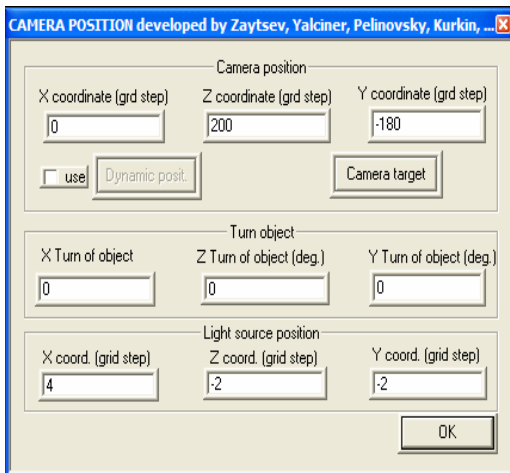 CAMERA POSITION developed by Zaytsev, Yalciner, Pelinovsky, Kurkin, ...
Camera position
X coordinate (grd step) Z coordinate (grd step) Y coordinate (grd step)
0 200 -180
use Dynamic posit. Camera target
Turn object
X Turn of object Z Turn of object (deg.) Y Turn of object (deg.)
0 0 0
Light source position
X coord. (grid step) Z coord. (grid step) Y coord. (grid step)
4 -2 -2
OK